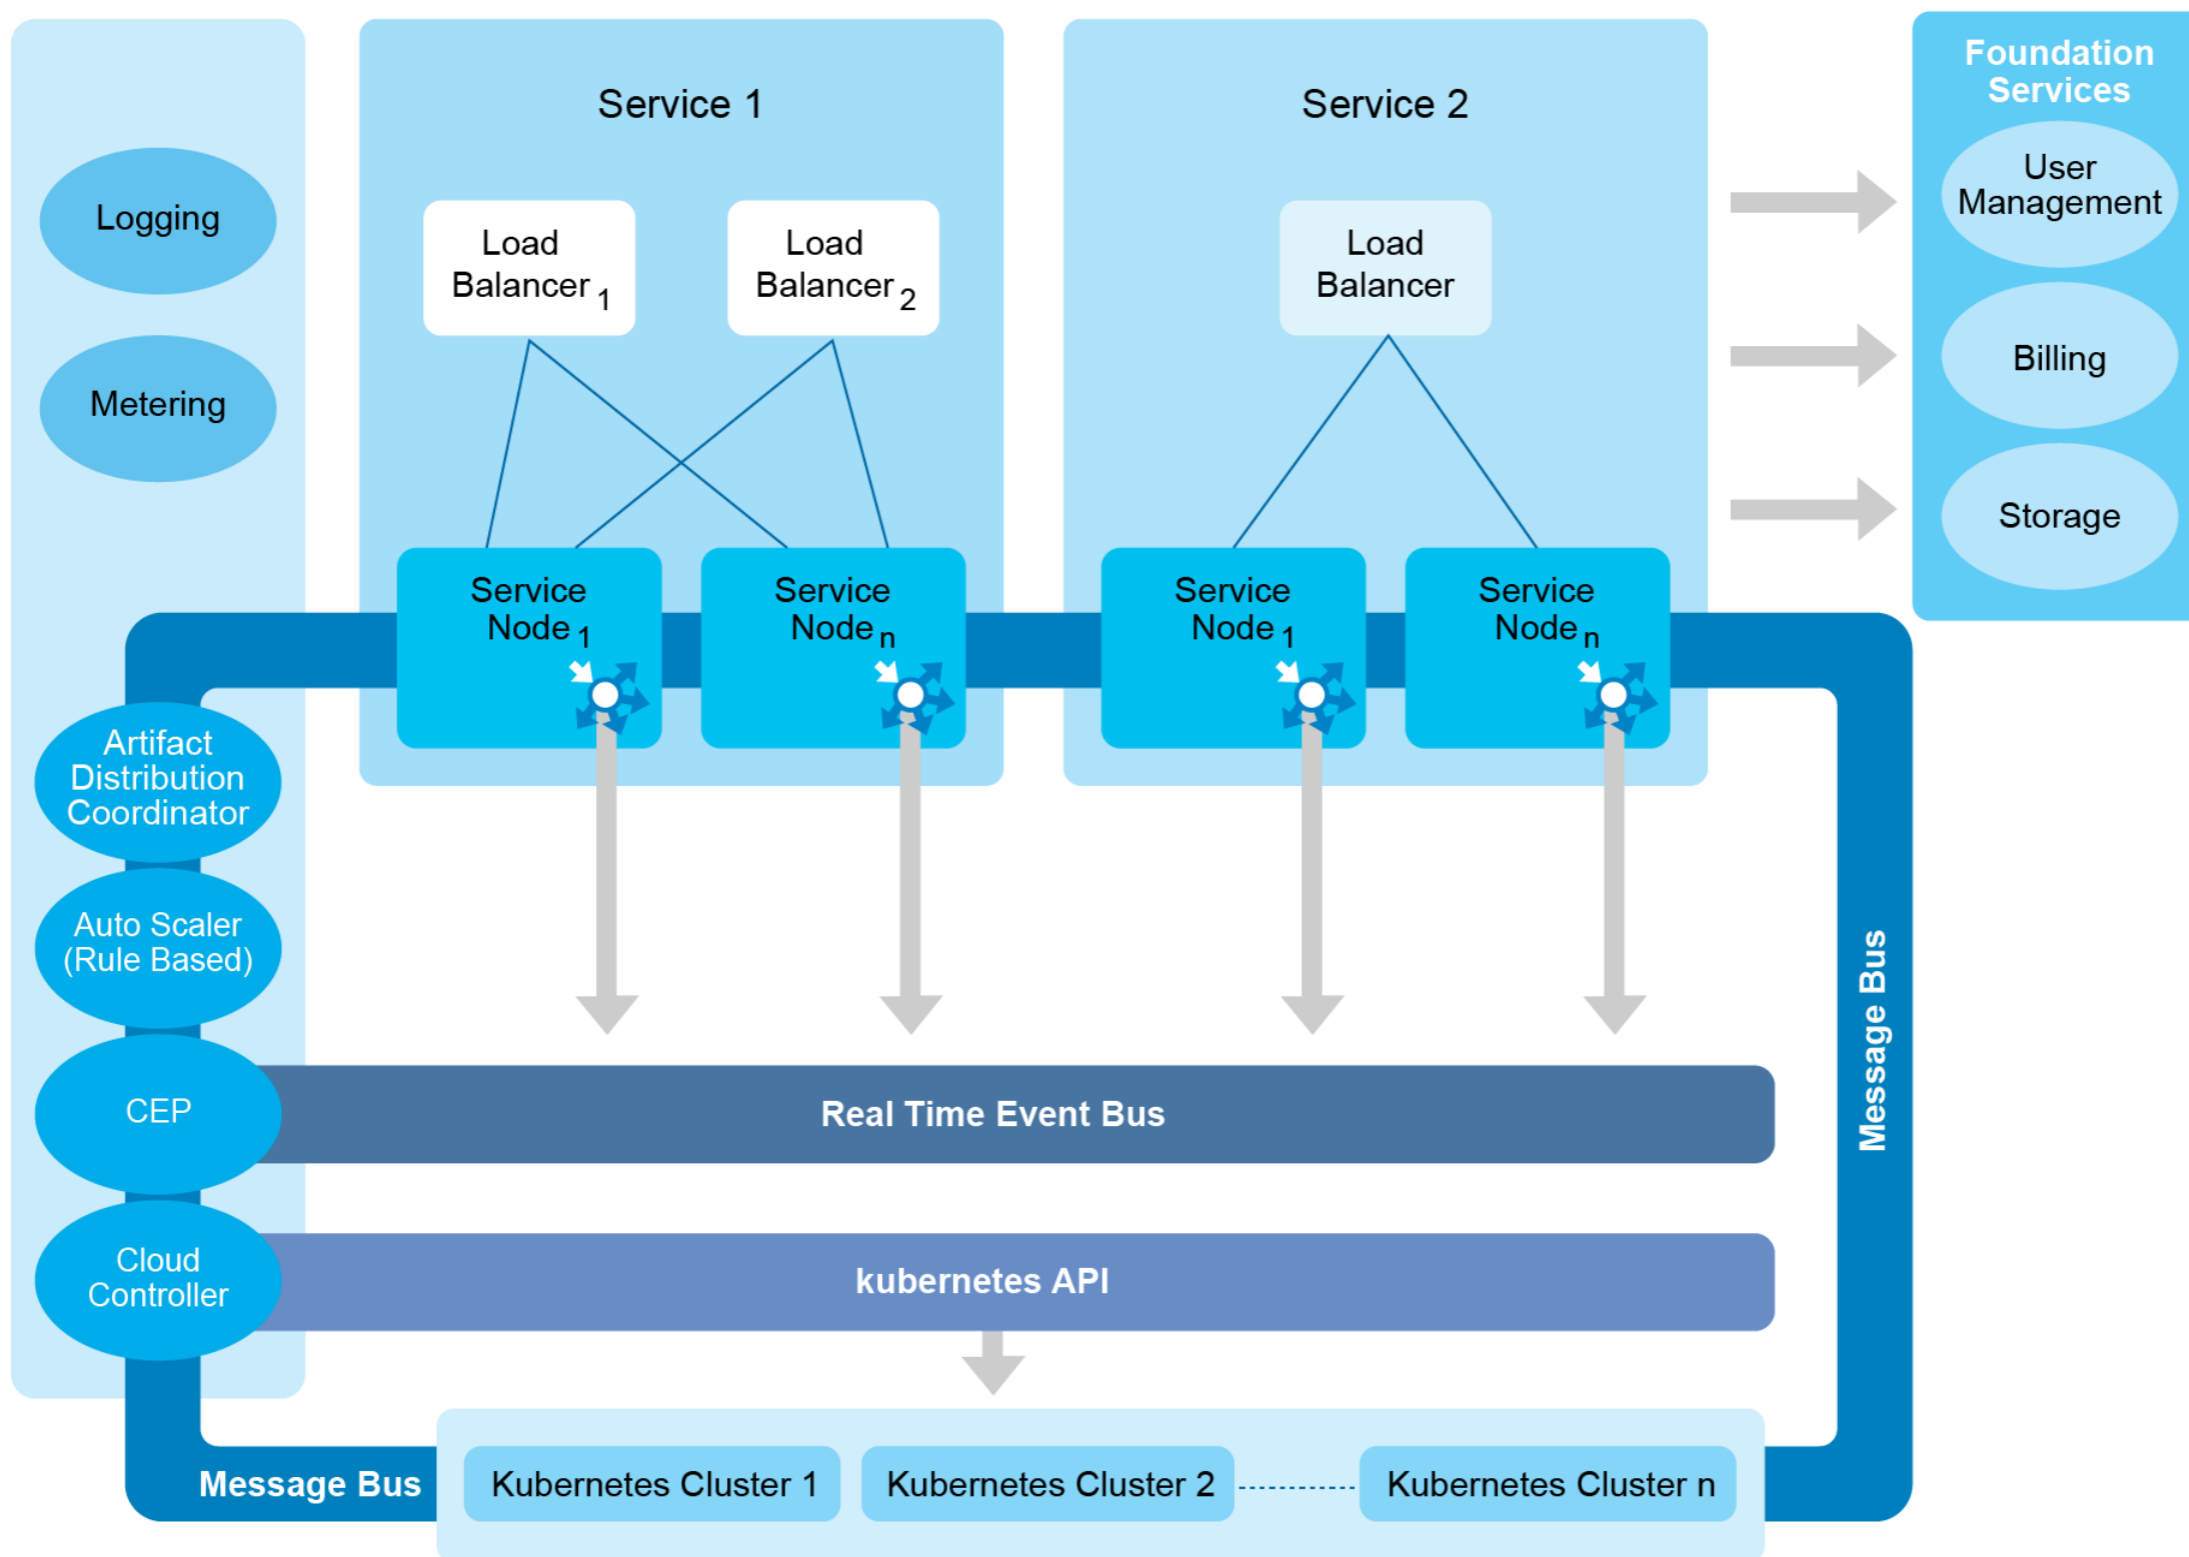 Logging
Metering
Artifact
Distribution
Coordinator
Auto Scaler
(Rule Based)
CEP
Cloud
Controller
Service 1
Load
Balancer 1
Load
Balancer 2
Service
Node 1
Service
Node n
Service 2
Load
Balancer
Service
Node 1
Service
Node n
Foundation
Services
User
Management
Billing
Storage
Message Bus
Real Time Event Bus
kubernetes API
Message Bus
Kubernetes Cluster 1
Kubernetes Cluster 2
Kubernetes Cluster n